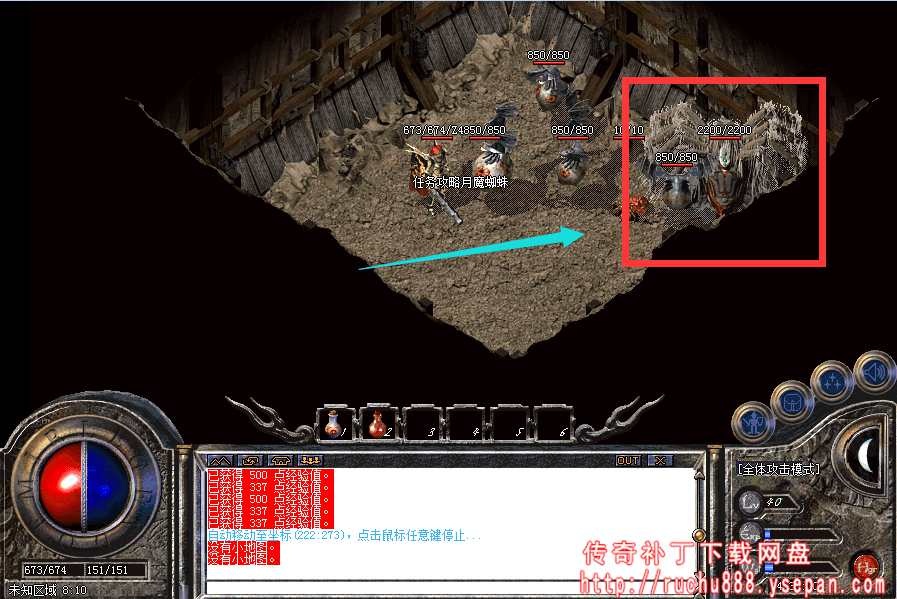 850/850
673/674/Z4850/850
850/850
10/10
2200/2200
850/850
任务攻略月魔蜘蛛
1
2
3
4
5
6
OUT
已获得 500 点经验值。
已获得 337 点经验值。
已获得 500 点经验值。
已获得 337 点经验值。
已获得 337 点经验值。
自动移动至坐标(222:273)，点击鼠标任意键停止...
没有小地图。
没有小地图。
[全体攻击模式]
Lv 40
673/674
151/151
未知区域 8:10
传奇补丁下载网盘
http://ruchu888.ysepan.com